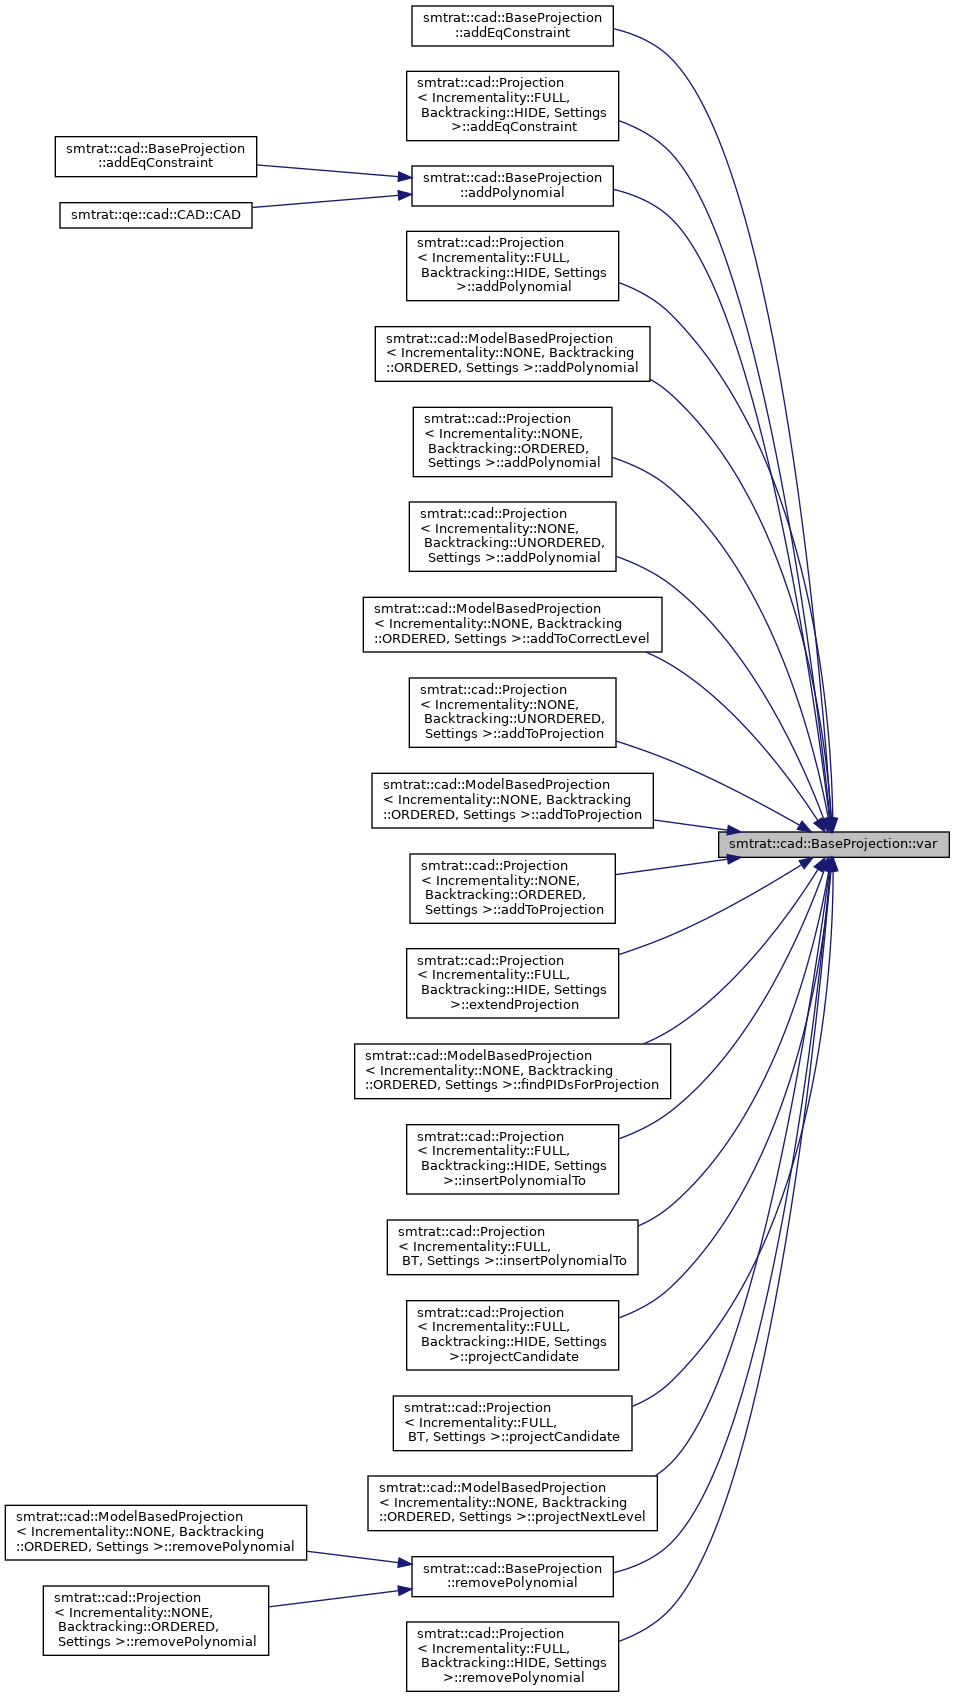 smtrat::cad::BaseProjection
::addEqConstraint
smtrat::cad::Projection
< Incrementality::FULL,
Backtracking::HIDE, Settings
>::addEqConstraint
smtrat::cad::BaseProjection
::addEqConstraint
smtrat::cad::BaseProjection
::addPolynomial
smtrat::qe::cad::CAD::CAD
smtrat::cad::Projection
< Incrementality::FULL,
Backtracking::HIDE, Settings
>::addPolynomial
smtrat::cad::ModelBasedProjection
< Incrementality::NONE, Backtracking
::ORDERED, Settings >::addPolynomial
smtrat::cad::Projection
< Incrementality::NONE,
Backtracking::ORDERED,
Settings >::addPolynomial
smtrat::cad::Projection
< Incrementality::NONE,
Backtracking::UNORDERED,
Settings >::addPolynomial
smtrat::cad::ModelBasedProjection
< Incrementality::NONE, Backtracking
::ORDERED, Settings >::addToCorrectLevel
smtrat::cad::Projection
< Incrementality::NONE,
Backtracking::UNORDERED,
Settings >::addToProjection
smtrat::cad::ModelBasedProjection
< Incrementality::NONE, Backtracking
::ORDERED, Settings >::addToProjection
smtrat::cad::BaseProjection::var
smtrat::cad::Projection
< Incrementality::NONE,
Backtracking::ORDERED,
Settings >::addToProjection
smtrat::cad::Projection
< Incrementality::FULL,
Backtracking::HIDE, Settings
>::extendProjection
smtrat::cad::ModelBasedProjection
< Incrementality::NONE, Backtracking
::ORDERED, Settings >::findPIDsForProjection
smtrat::cad::Projection
< Incrementality::FULL,
Backtracking::HIDE, Settings
>::insertPolynomialTo
smtrat::cad::Projection
< Incrementality::FULL,
BT, Settings >::insertPolynomialTo
smtrat::cad::Projection
< Incrementality::FULL,
Backtracking::HIDE, Settings
>::projectCandidate
smtrat::cad::Projection
< Incrementality::FULL,
BT, Settings >::projectCandidate
smtrat::cad::ModelBasedProjection
< Incrementality::NONE, Backtracking
::ORDERED, Settings >::projectNextLevel
smtrat::cad::ModelBasedProjection
< Incrementality::NONE, Backtracking
::ORDERED, Settings >::removePolynomial
smtrat::cad::BaseProjection
::removePolynomial
smtrat::cad::Projection
< Incrementality::NONE,
Backtracking::ORDERED,
Settings >::removePolynomial
smtrat::cad::Projection
< Incrementality::FULL,
Backtracking::HIDE, Settings
>::removePolynomial